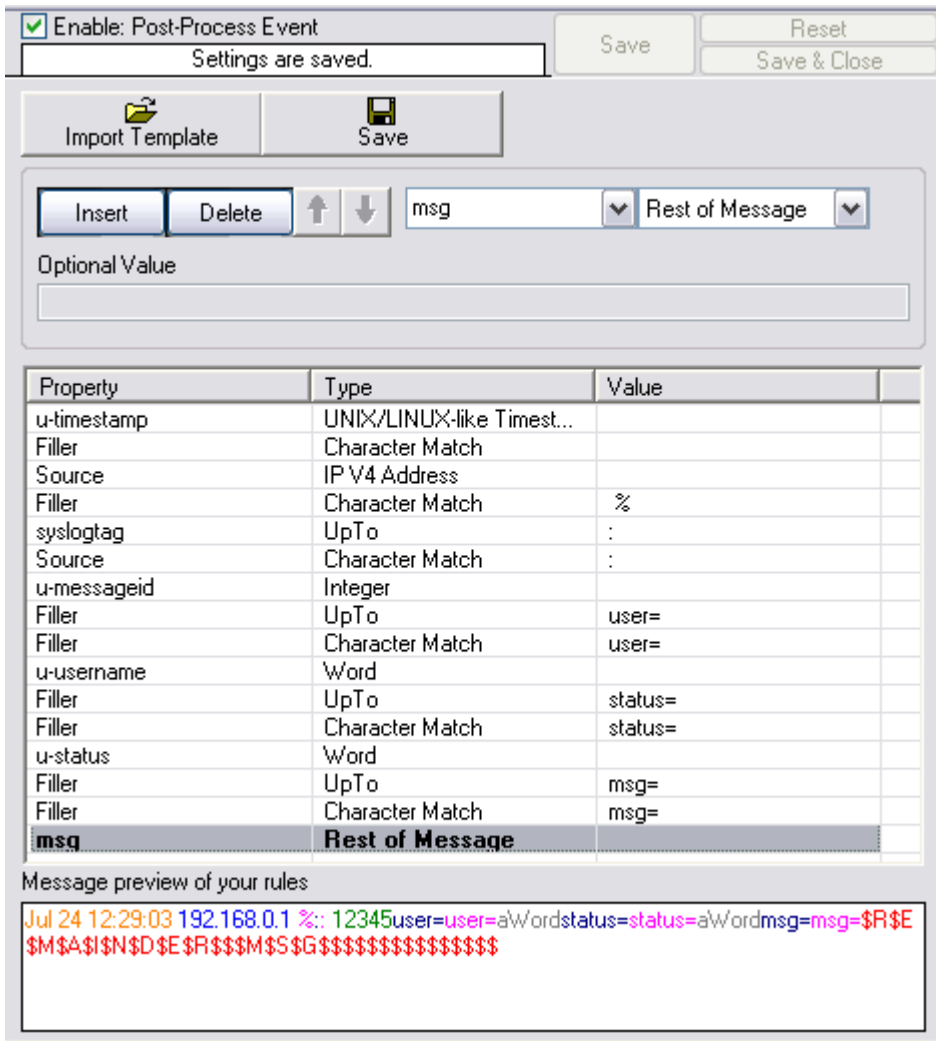 Enable: Post-Process Event
Settings are saved.
Save
Reset
Save & Close
Import Template
Save
Insert Delete msg Rest of Message
Optional Value
Property Type Value
u-timestamp UNIX/LINUX-like Timest...
Filler Character Match
Source IP V4 Address
Filler Character Match %
syslogtag UpTo :
Source Character Match :
u-messageid Integer
Filler UpTo user=
Filler Character Match user=
u-username Word
Filler UpTo status=
Filler Character Match status=
u-status Word
Filler UpTo msg=
Filler Character Match msg=
msg Rest of Message
Message preview of your rules
Jul 24 12:29:03 192.168.0.1 %:: 12345user=user=aWordstatus=status=aWordmsg=msg=$R$E
$M$A$I$N$D$E$R$$$M$S$G$$$$$$$$$$$$$$$